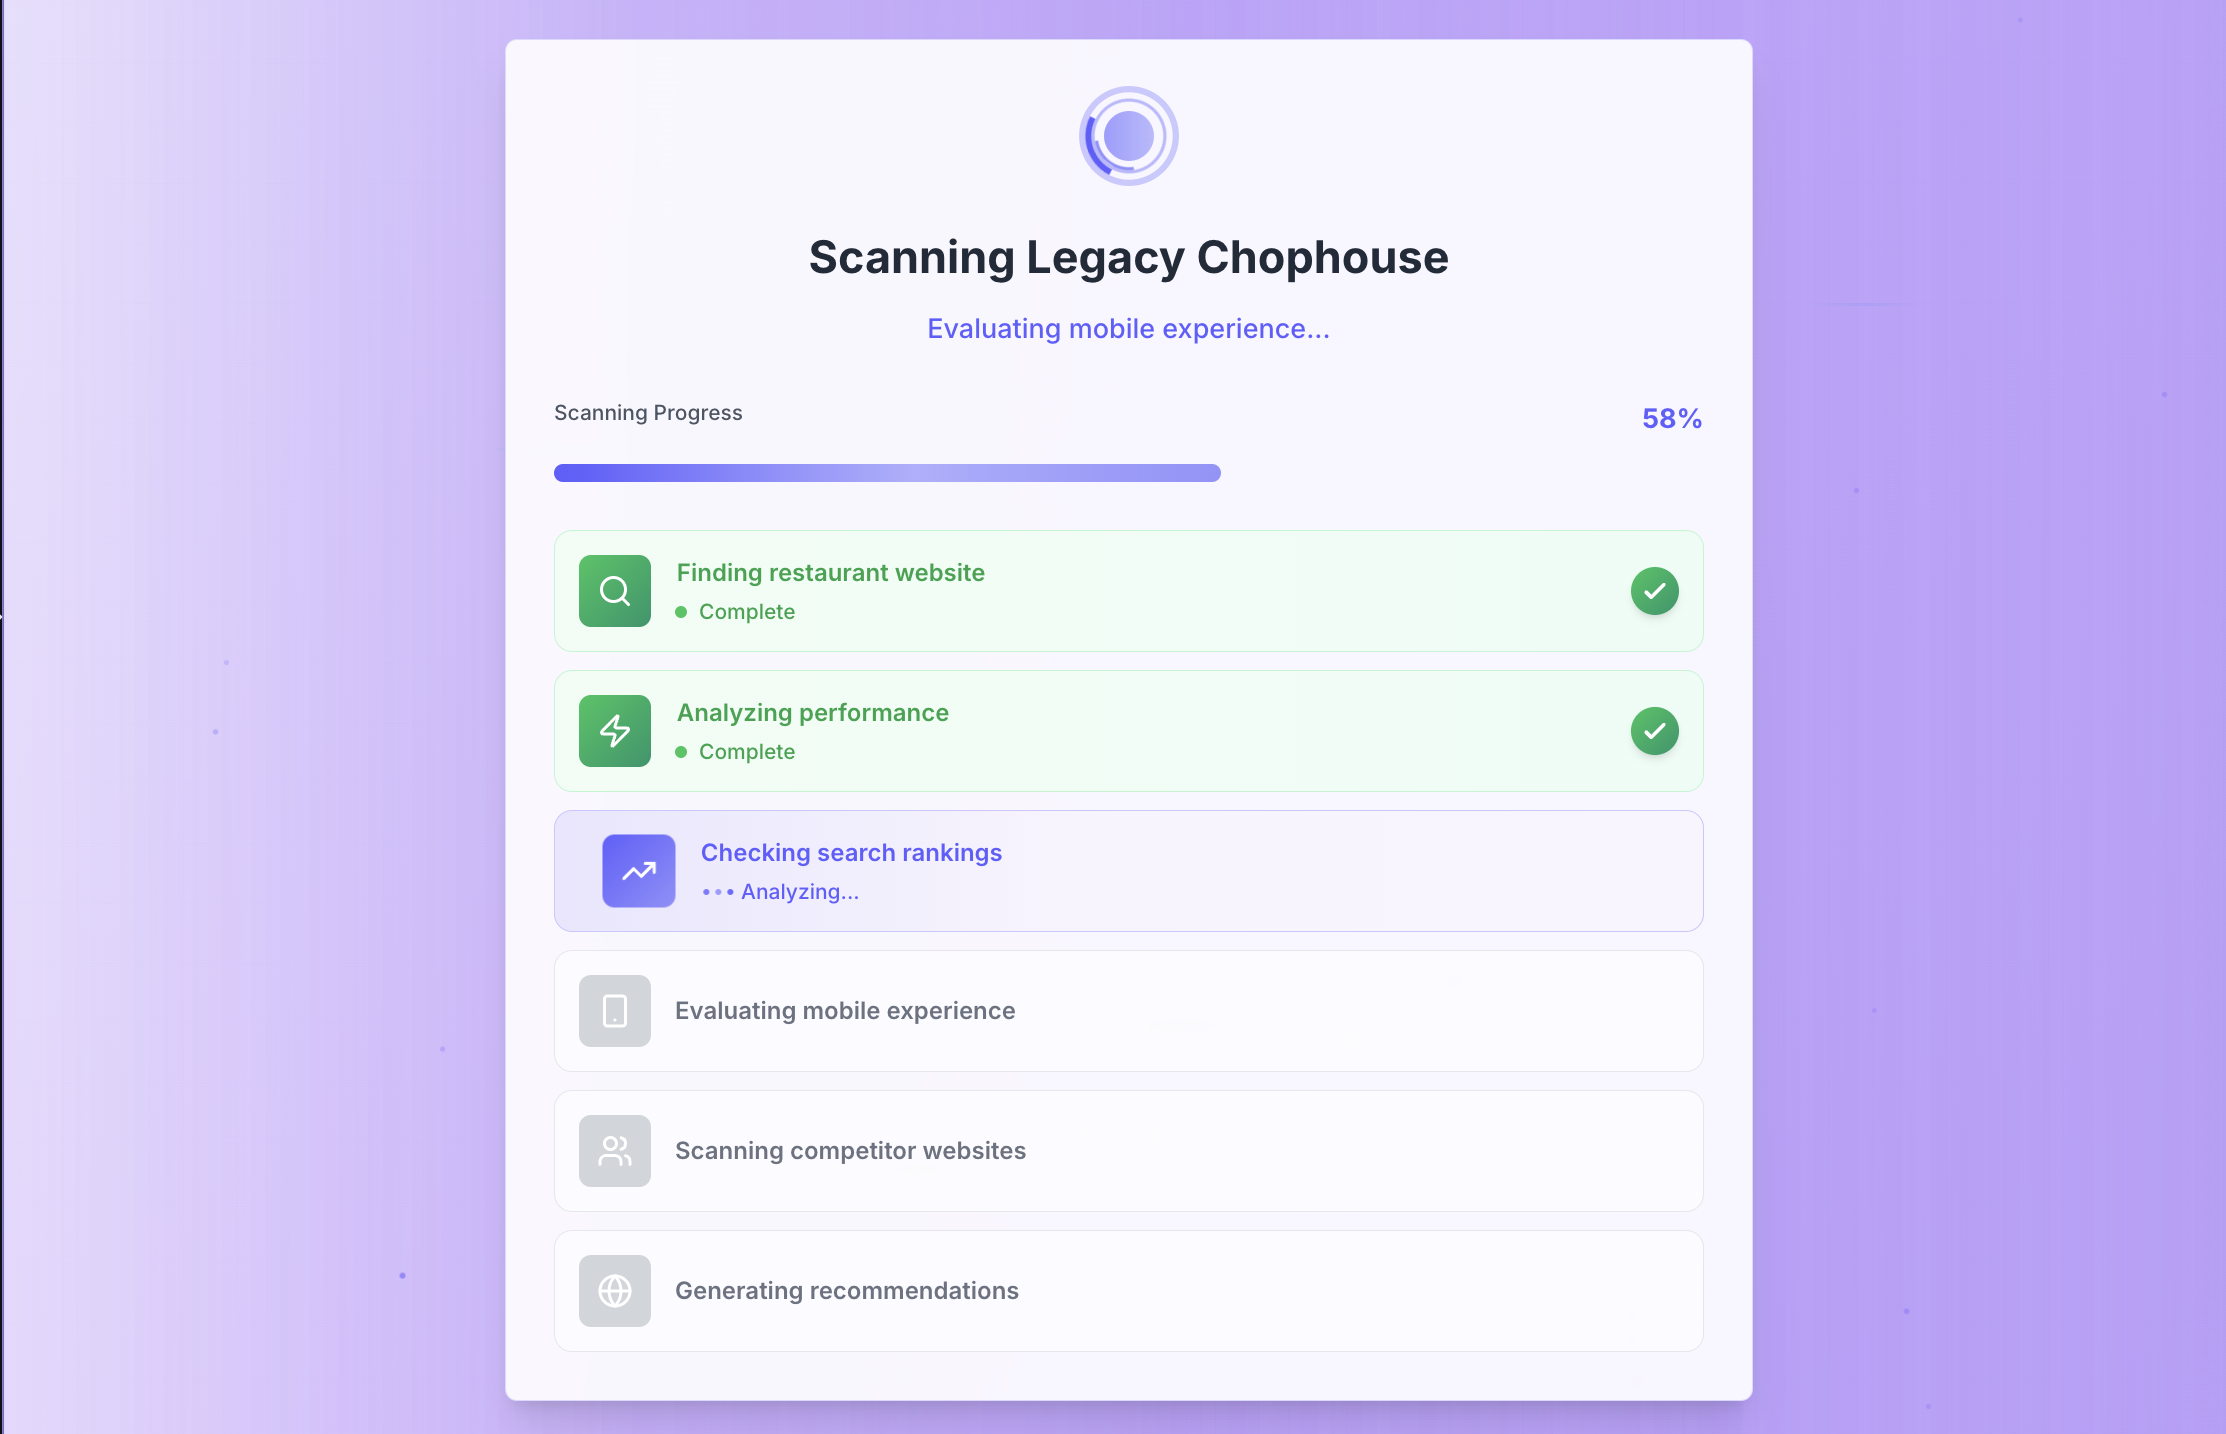 Scanning Legacy Chophouse
Evaluating mobile experience...
Scanning Progress
58%
Finding restaurant website
Complete
Analyzing performance
Complete
Checking search rankings
Analyzing...
Evaluating mobile experience
Scanning competitor websites
Generating recommendations